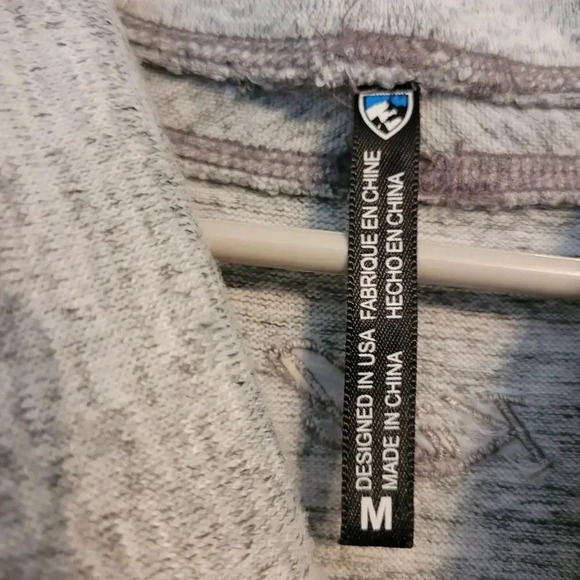 M
DESIGNED IN USA FABRIQUE EN CHINE
MADE IN CHINA HECHO EN CHINA